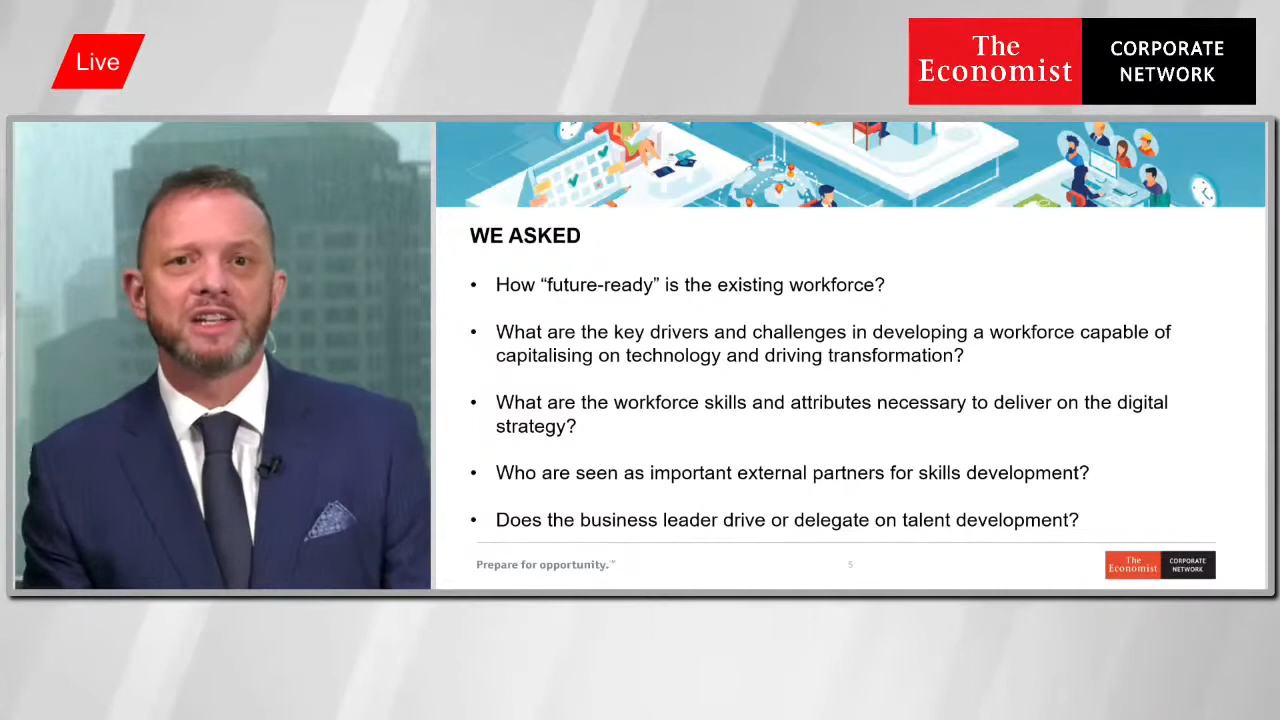 Live
The
Economist
CORPORATE
NETWORK
WE ASKED
• How “future-ready” is the existing workforce?
• What are the key drivers and challenges in developing a workforce capable of
capitalising on technology and driving transformation?
• What are the workforce skills and attributes necessary to deliver on the digital
strategy?
• Who are seen as important external partners for skills development?
• Does the business leader drive or delegate on talent development?
Prepare for opportunity.™
5
The
Economist
CORPORATE
NETWORK